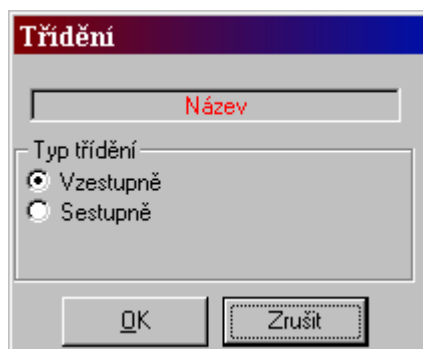 Třídění
Název
Typ třídění
Vzestupně
Sestupně
OK
Zrušit